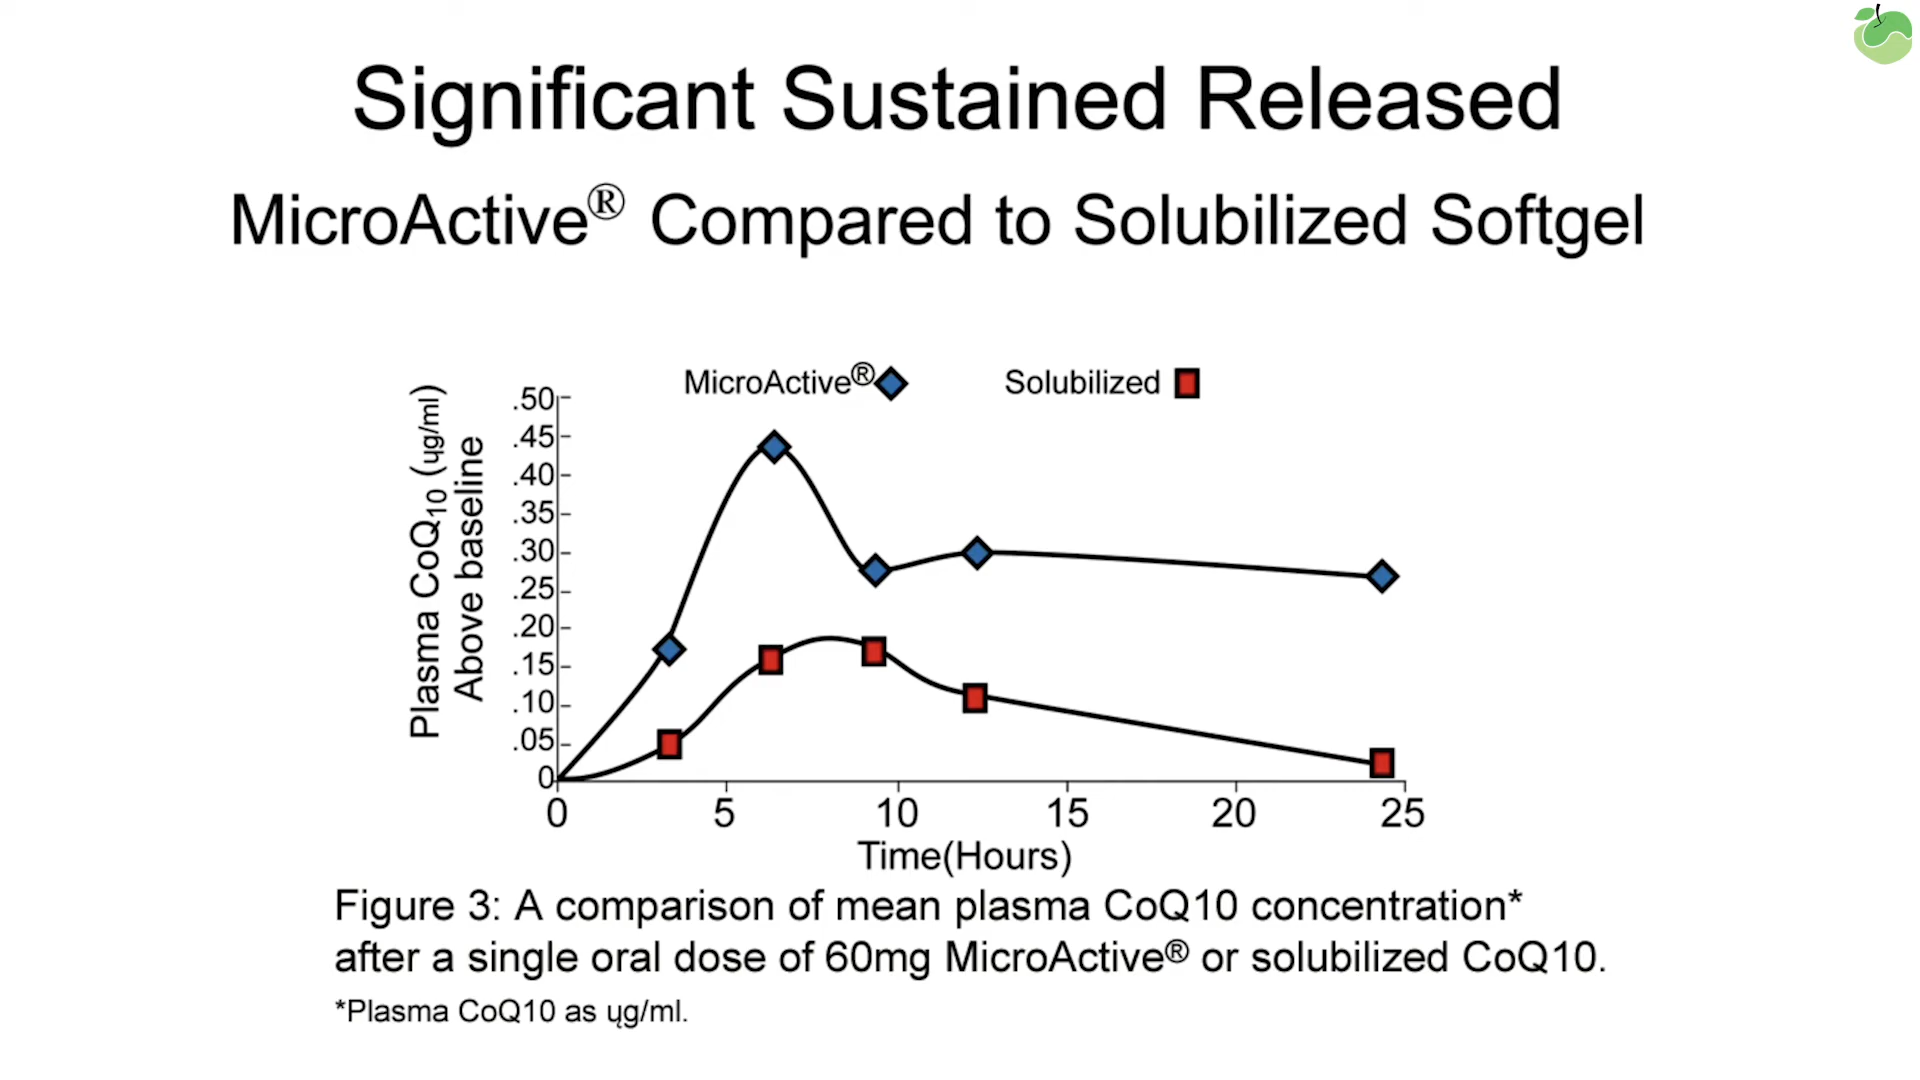 Significant Sustained Released
MicroActive® Compared to Solubilized Softgel
MicroActive® Solubilized
Plasma CoQ10 (ųg/ml)
Above baseline
.50
.45
.40
.35
.30
.25
.20
.15
.10
.05
0
0 5 10 15 20 25
Time(Hours)
Figure 3: A comparison of mean plasma CoQ10 concentration*
after a single oral dose of 60mg MicroActive® or solubilized CoQ10.
*Plasma CoQ10 as ųg/ml.